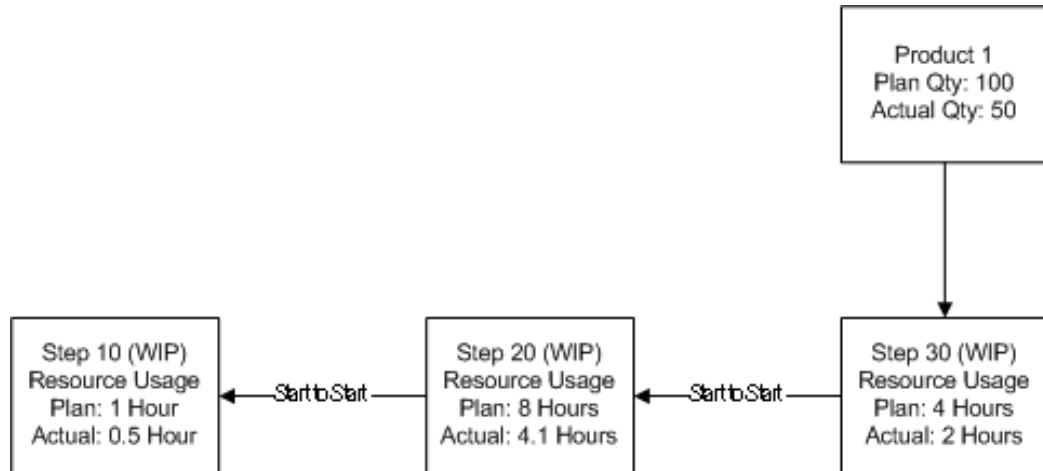 Product 1
Plan Qty: 100
Actual Qty: 50
Step 10 (WIP)
Resource Usage
Plan: 1 Hour
Actual: 0.5 Hour
Start to Start
Step 20 (WIP)
Resource Usage
Plan: 8 Hours
Actual: 4.1 Hours
Start to Start
Step 30 (WIP)
Resource Usage
Plan: 4 Hours
Actual: 2 Hours